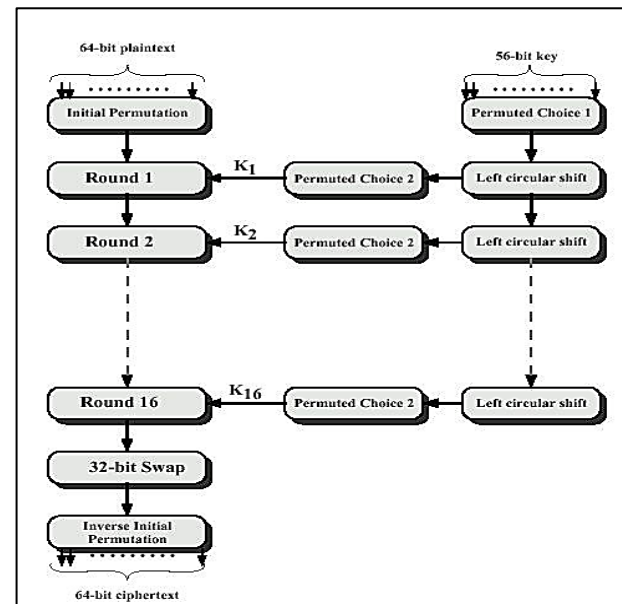 64-bit plaintext
56-bit key
Initial Permutation
Permuted Choice 1
Round 1
K1
Permuted Choice 2
Left circular shift
Round 2
K2
Permuted Choice 2
Left circular shift
Round 16
K16
Permuted Choice 2
Left circular shift
32-bit Swap
Inverse Initial
Permutation
64-bit ciphertext